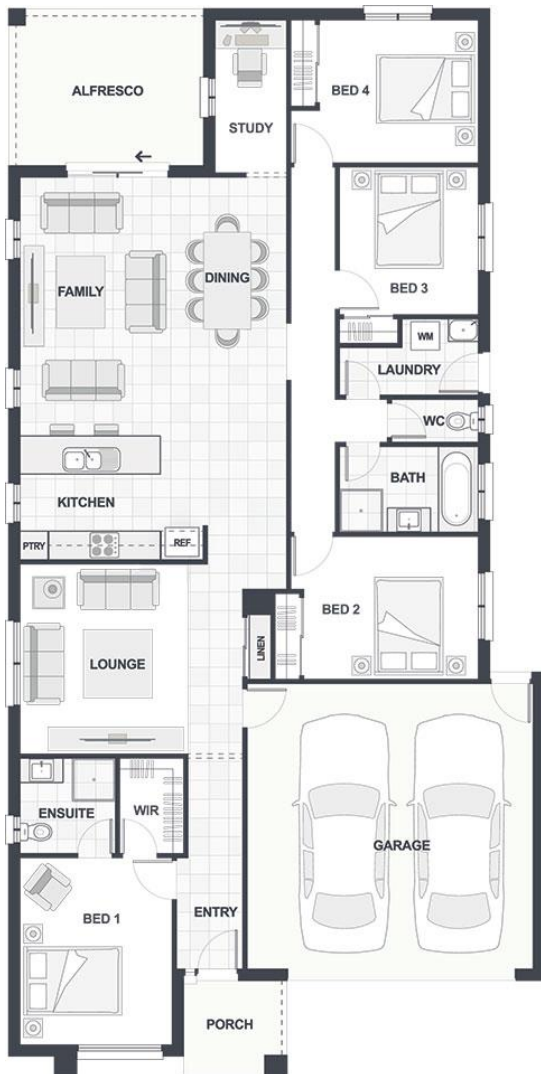 ALFRESCO
STUDY
BED 4
FAMILY
DINING
BED 3
WM
LAUNDRY
WC
KITCHEN
BATH
PTRY
REF
BED 2
LINEN
LOUNGE
ENSUITE
WIR
GARAGE
BED 1
ENTRY
PORCH